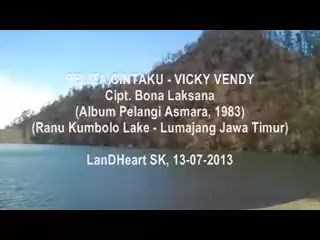 PELITA CINTAKU - VICKY VENDY
Cipt. Bona Laksana
(Album Pelangi Asmara, 1983)
(Ranu Kumbolo Lake - Lumajang Jawa Timur)
LanDHeart SK, 13-07-2013